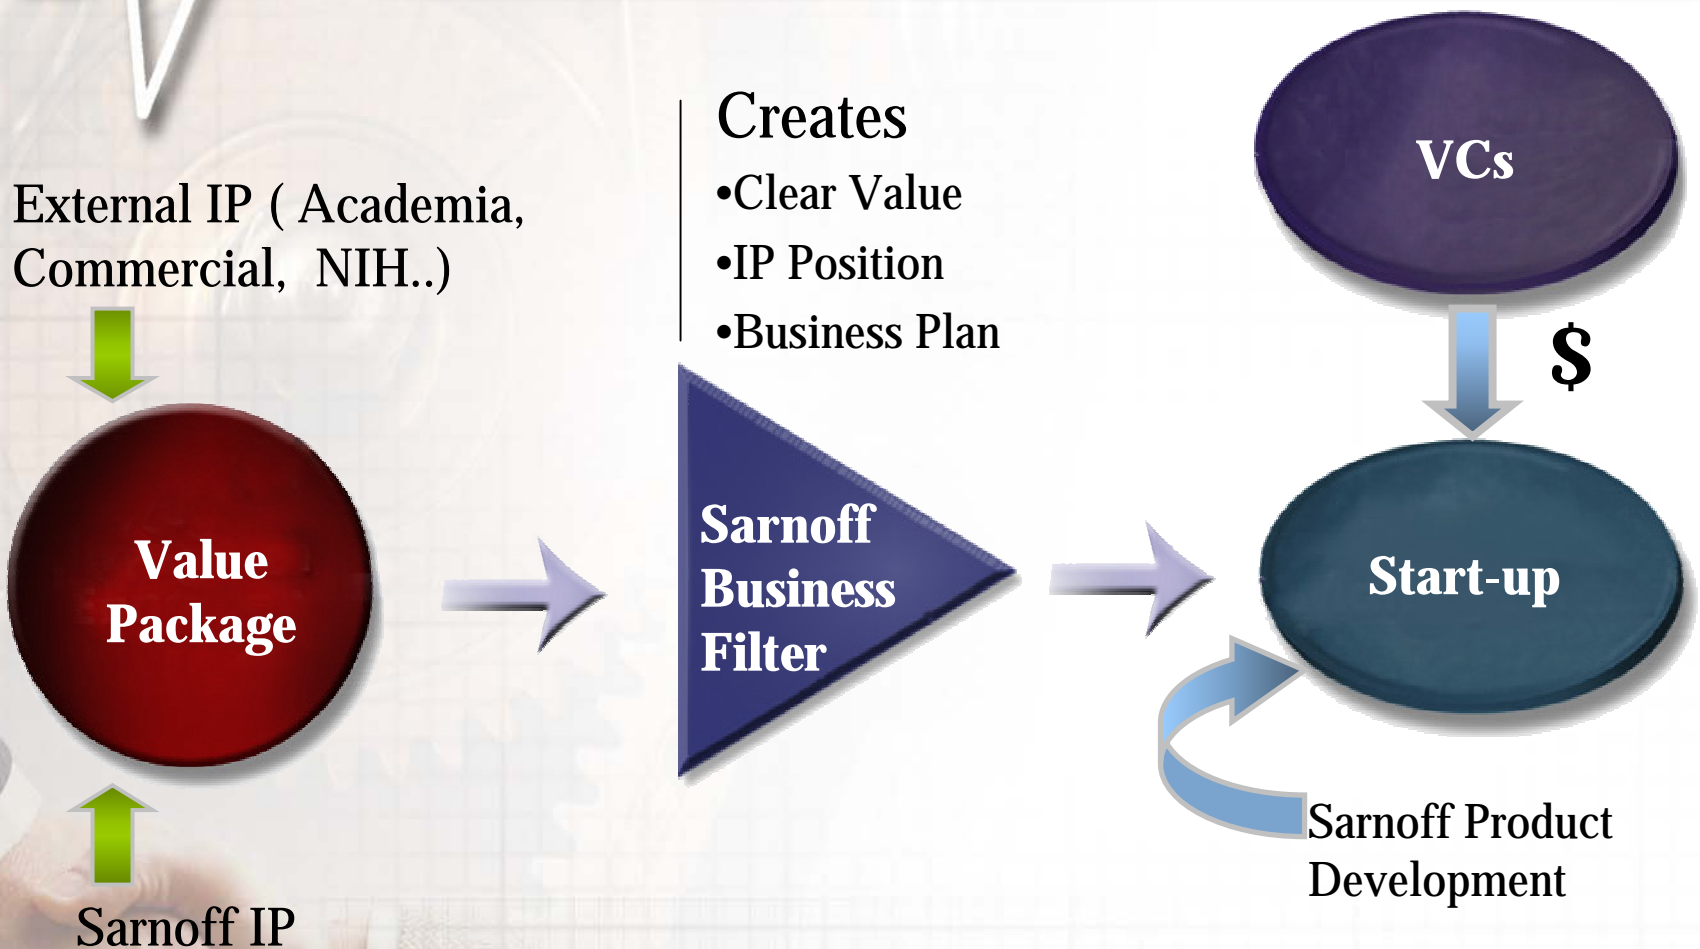 External IP ( Academia,
Commercial, NIH..)
Value
Package
Sarnoff IP
Creates
•Clear Value
•IP Position
•Business Plan
Sarnoff
Business
Filter
VCs
$
Start-up
Sarnoff Product
Development